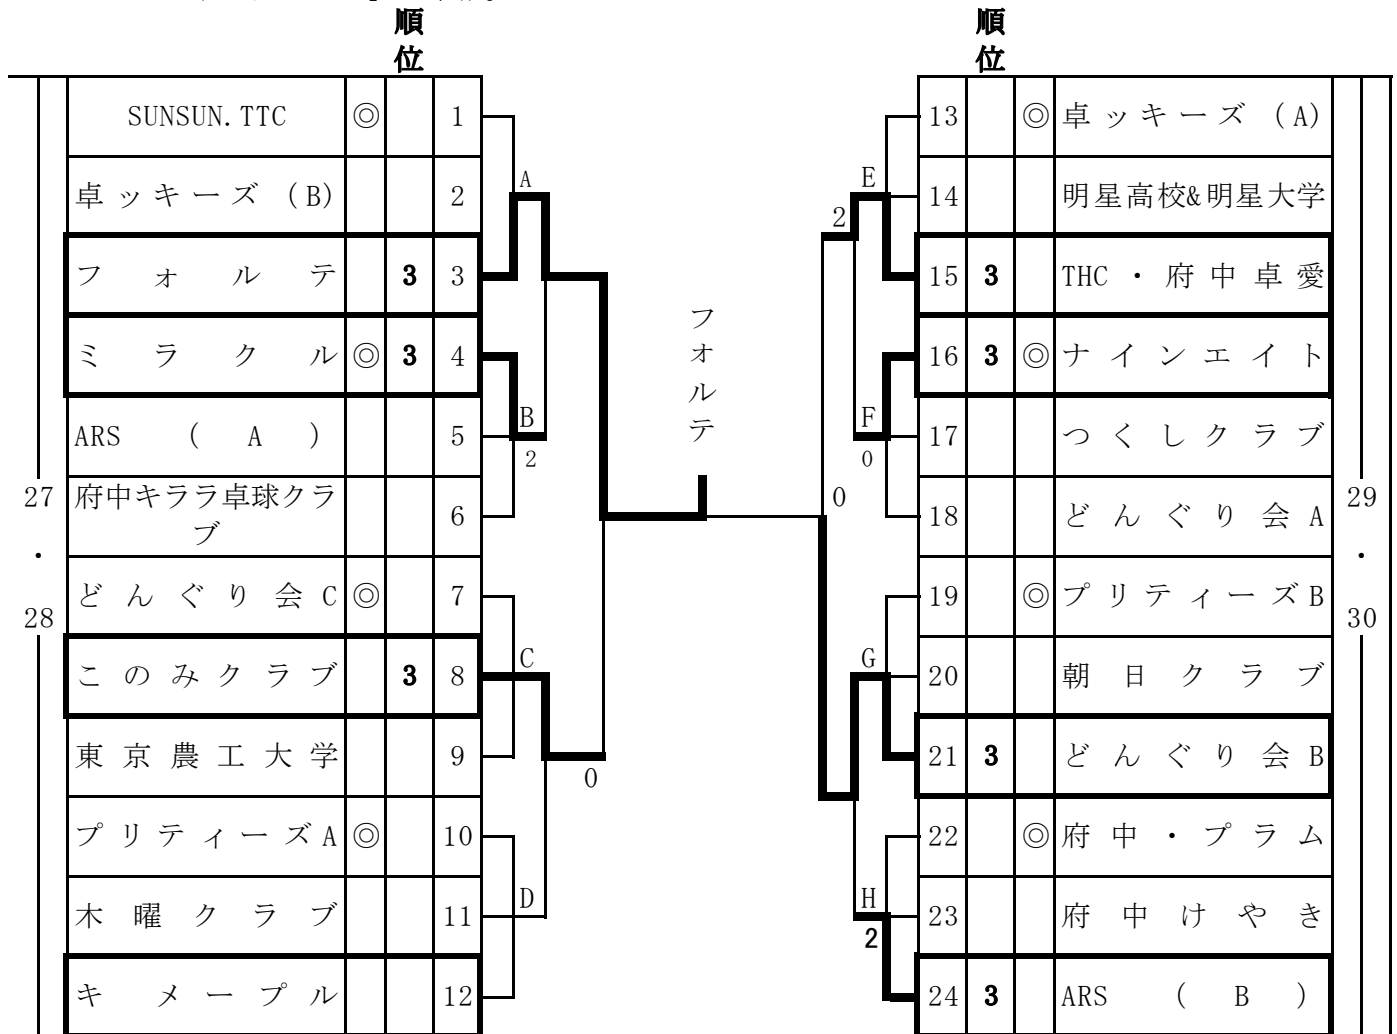 順位
順位
SUNSUN.TTC ◎ 1
卓ッキーズ (B) 2
フォルテ 3 3
ミラクル ◎ 3 4
ARS ( A ) 5
府中キララ卓球クラ
ブ 6
どんぐり会C ◎ 7
このみクラブ 3 8
東京農工大学 9
プリティーズA ◎ 10
木曜クラブ 11
キメープル 12
27
・
28
A
B
2
C
0
D
フォルテ
E
2
F
0
0
G
H
2
13 ◎ 卓ッキーズ (A)
14 明星高校&明星大学
15 3 THC・府中卓愛
16 3 ◎ ナインエイト
17 つくしクラブ
18 どんぐり会A
19 ◎ プリティーズB
20 朝日クラブ
21 3 どんぐり会B
22 ◎ 府中・プラム
23 府中けやき
24 3 ARS ( B )
29
・
30